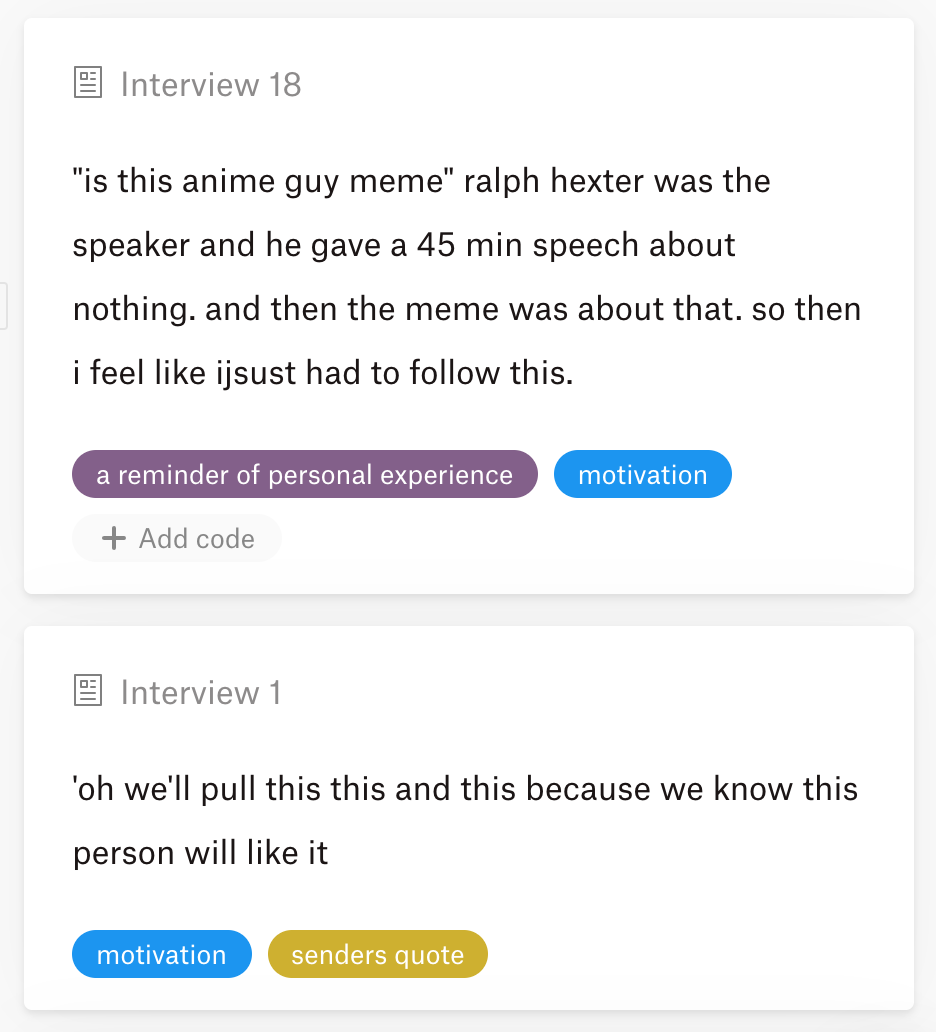 Interview 18
"is this anime guy meme" ralph hexter was the
speaker and he gave a 45 min speech about
nothing. and then the meme was about that. so then
i feel like ijsust had to follow this.
a reminder of personal experience motivation
+ Add code
Interview 1
'oh we'll pull this this and this because we know this
person will like it
motivation senders quote